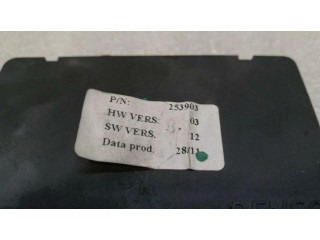 P/N: 253903
HW VERS: 03
SW VERS. 12
Data prod. 28/11